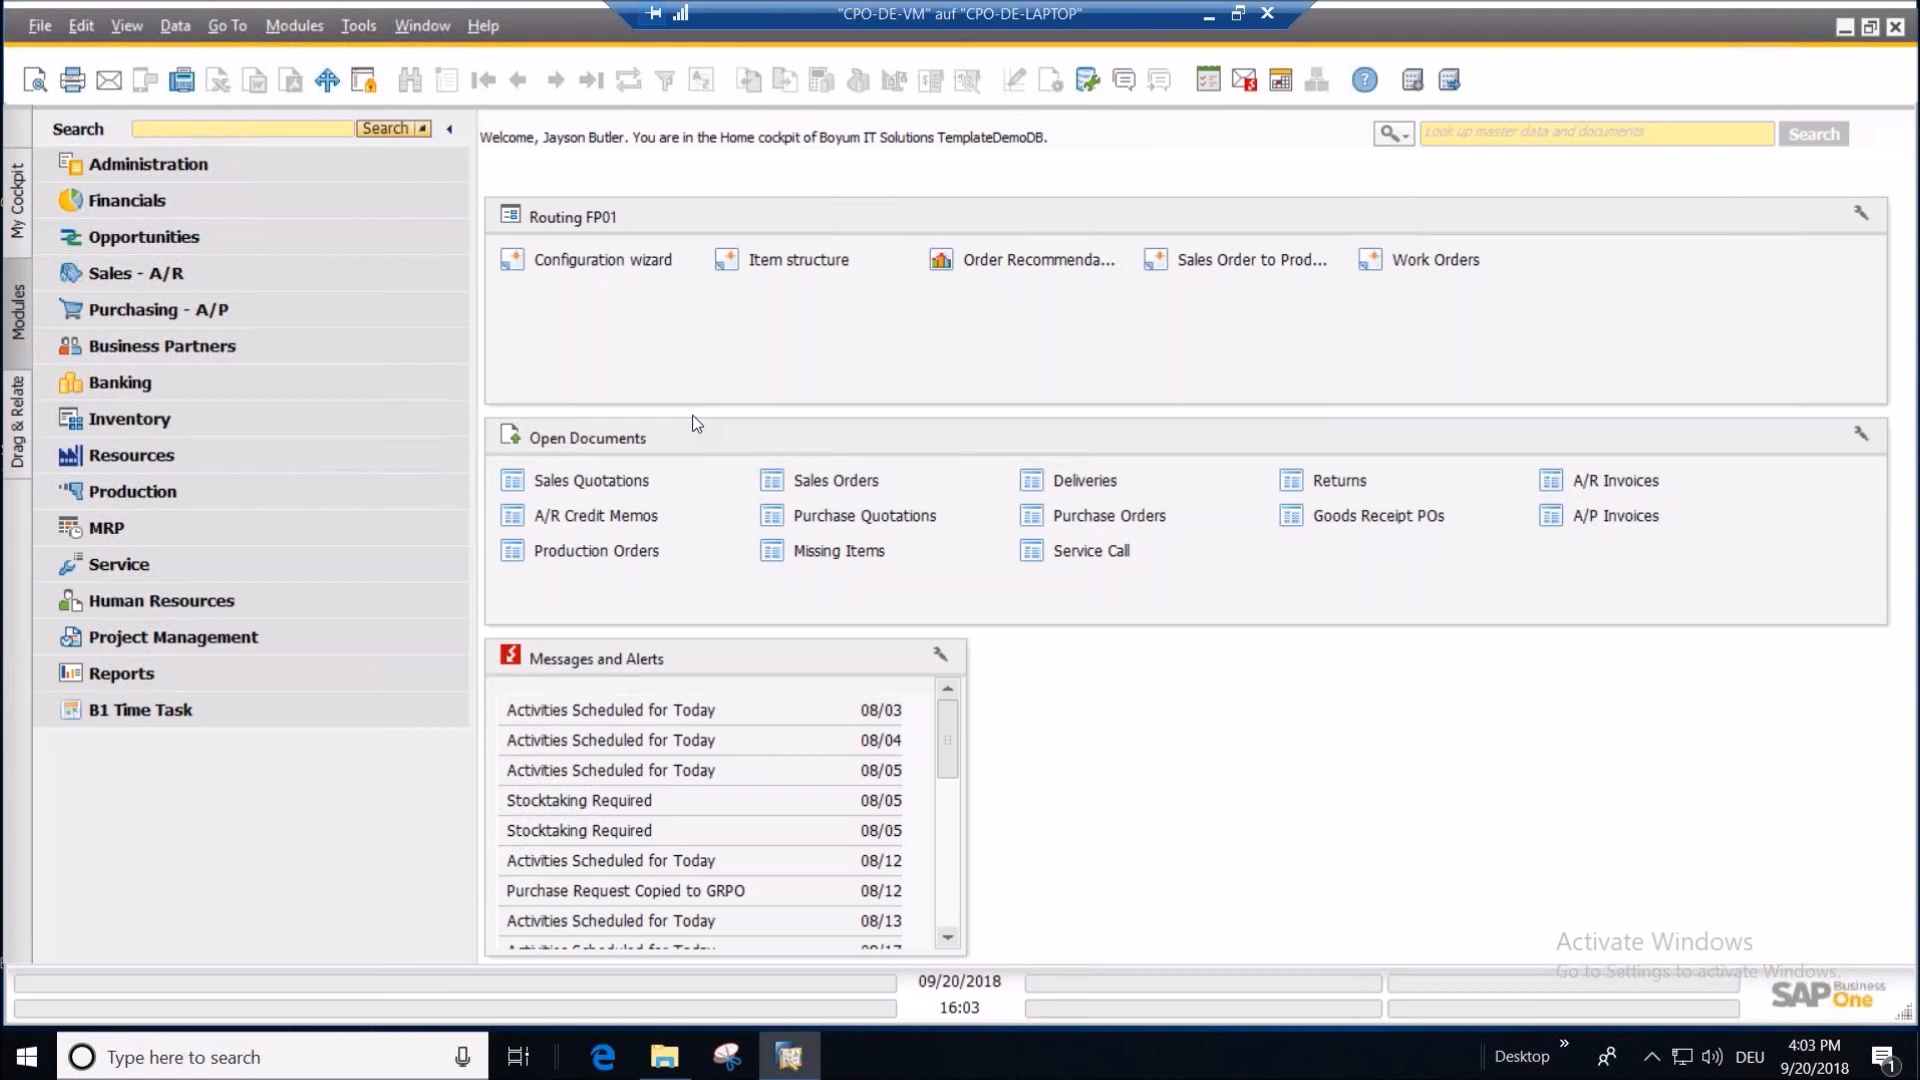 "CPO-DE-VM" auf "CPO-DE-LAPTOP"
File Edit View Data Go To Modules Tools Window Help
Search Search
Welcome, Jayson Butler. You are in the Home cockpit of Boyum IT Solutions TemplateDemoDB.
Look up master data and documents Search
My Cockpit
Modules
Drag & Relate
Administration
Financials
Opportunities
Sales - A/R
Purchasing - A/P
Business Partners
Banking
Inventory
Resources
Production
MRP
Service
Human Resources
Project Management
Reports
B1 Time Task
Routing FP01
Configuration wizard Item structure Order Recommenda... Sales Order to Prod... Work Orders
Open Documents
Sales Quotations Sales Orders Deliveries Returns A/R Invoices
A/R Credit Memos Purchase Quotations Purchase Orders Goods Receipt POs A/P Invoices
Production Orders Missing Items Service Call
Messages and Alerts
Activities Scheduled for Today 08/03
Activities Scheduled for Today 08/04
Activities Scheduled for Today 08/05
Stocktaking Required 08/05
Stocktaking Required 08/05
Activities Scheduled for Today 08/12
Purchase Request Copied to GRPO 08/12
Activities Scheduled for Today 08/13
Activate Windows
Go to Settings to activate Windows.
09/20/2018
16:03
SAP Business One
Type here to search
Desktop
DEU
4:03 PM
9/20/2018
1